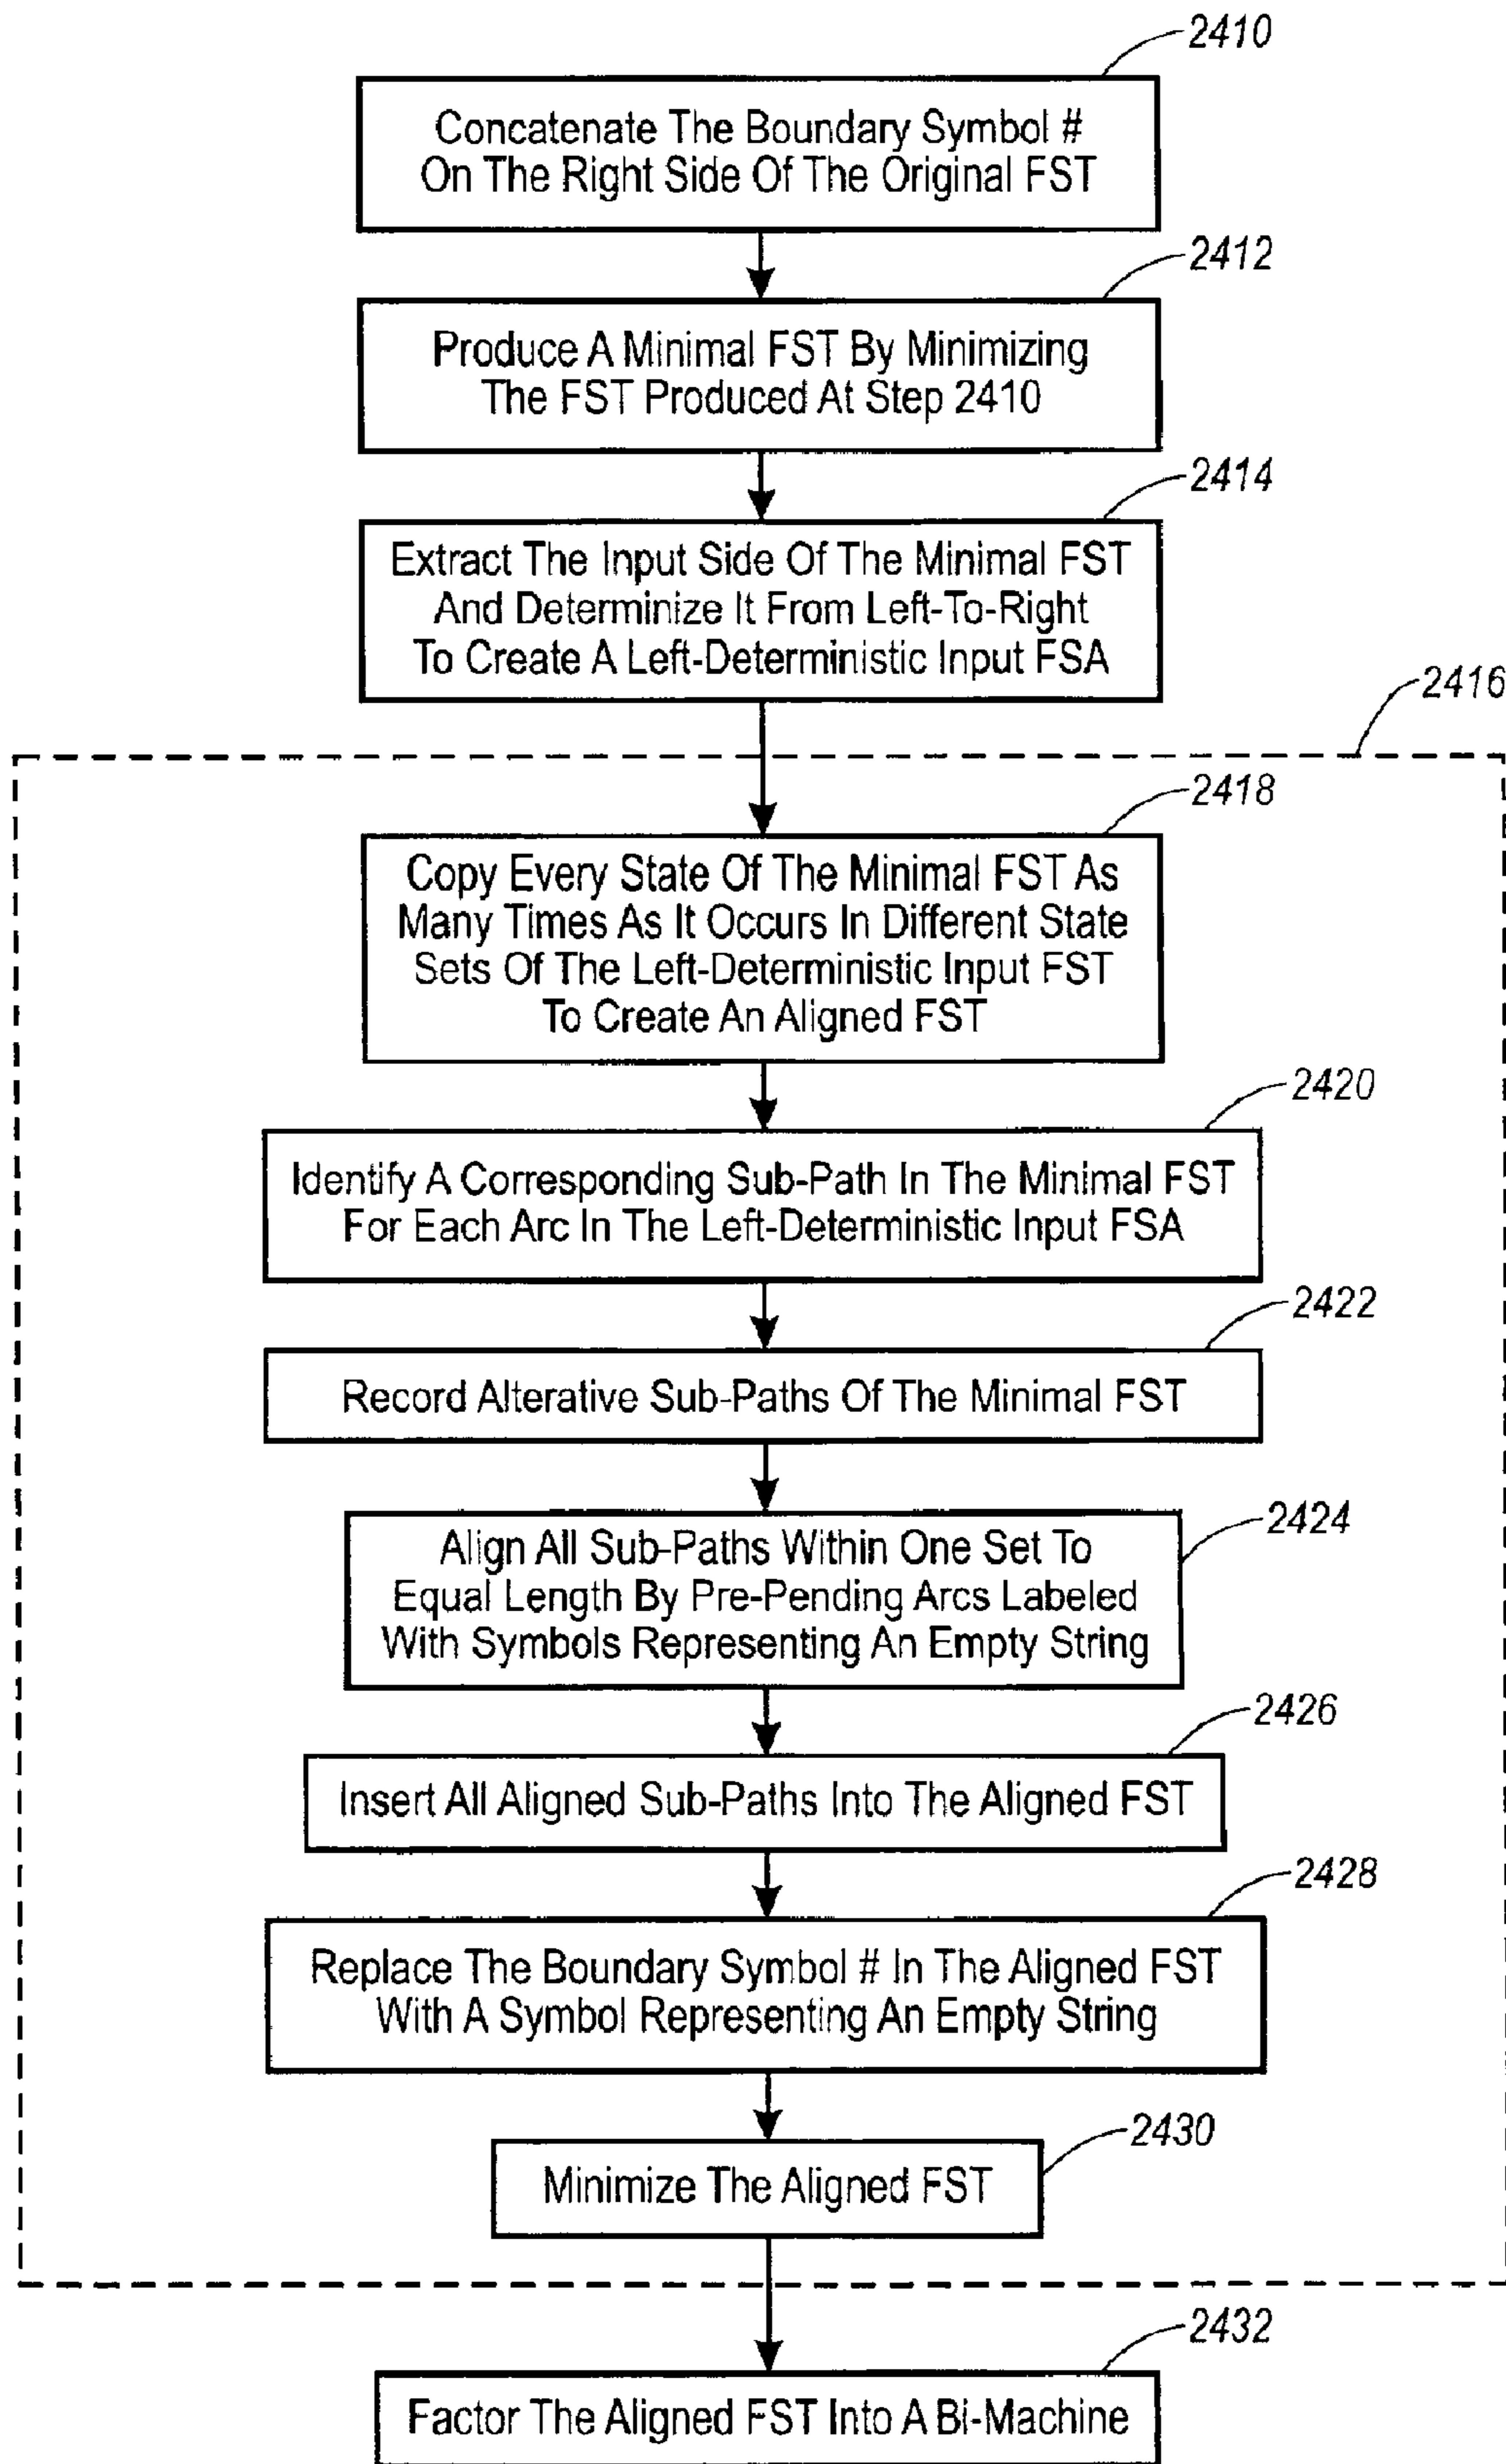 2410
Concatenate The Boundary Symbol #
On The Right Side Of The Original FST
2412
Produce A Minimal FST By Minimizing
The FST Produced At Step 2410
2414
Extract The Input Side Of The Minimal FST
And Determinize It From Left-To-Right
To Create A Left-Deterministic Input FSA
2416
2418
Copy Every State Of The Minimal FST As
Many Times As It Occurs In Different State
Sets Of The Left-Deterministic Input FST
To Create An Aligned FST
2420
Identify A Corresponding Sub-Path In The Minimal FST
For Each Arc In The Left-Deterministic Input FSA
2422
Record Alterative Sub-Paths Of The Minimal FST
2424
Align All Sub-Paths Within One Set To
Equal Length By Pre-Pending Arcs Labeled
With Symbols Representing An Empty String
2426
Insert All Aligned Sub-Paths Into The Aligned FST
2428
Replace The Boundary Symbol # In The Aligned FST
With A Symbol Representing An Empty String
2430
Minimize The Aligned FST
2432
Factor The Aligned FST Into A Bi-Machine